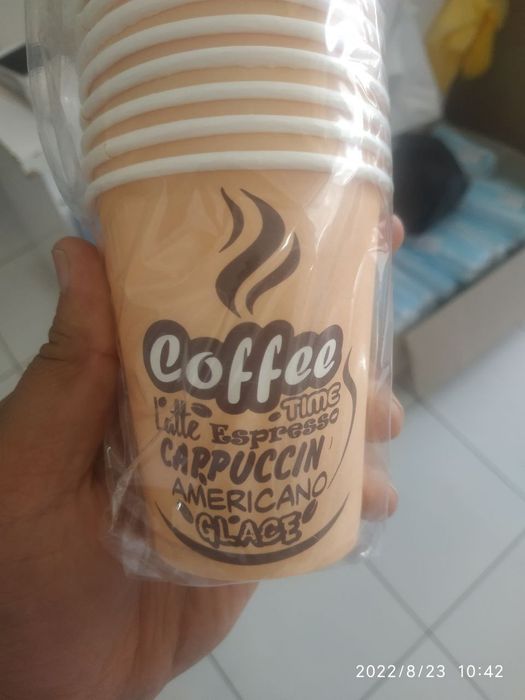 Coffee
TIME
Latte Espresso
CAPPUCCIN
AMERICANO
GLACE
2022/8/23 10:42